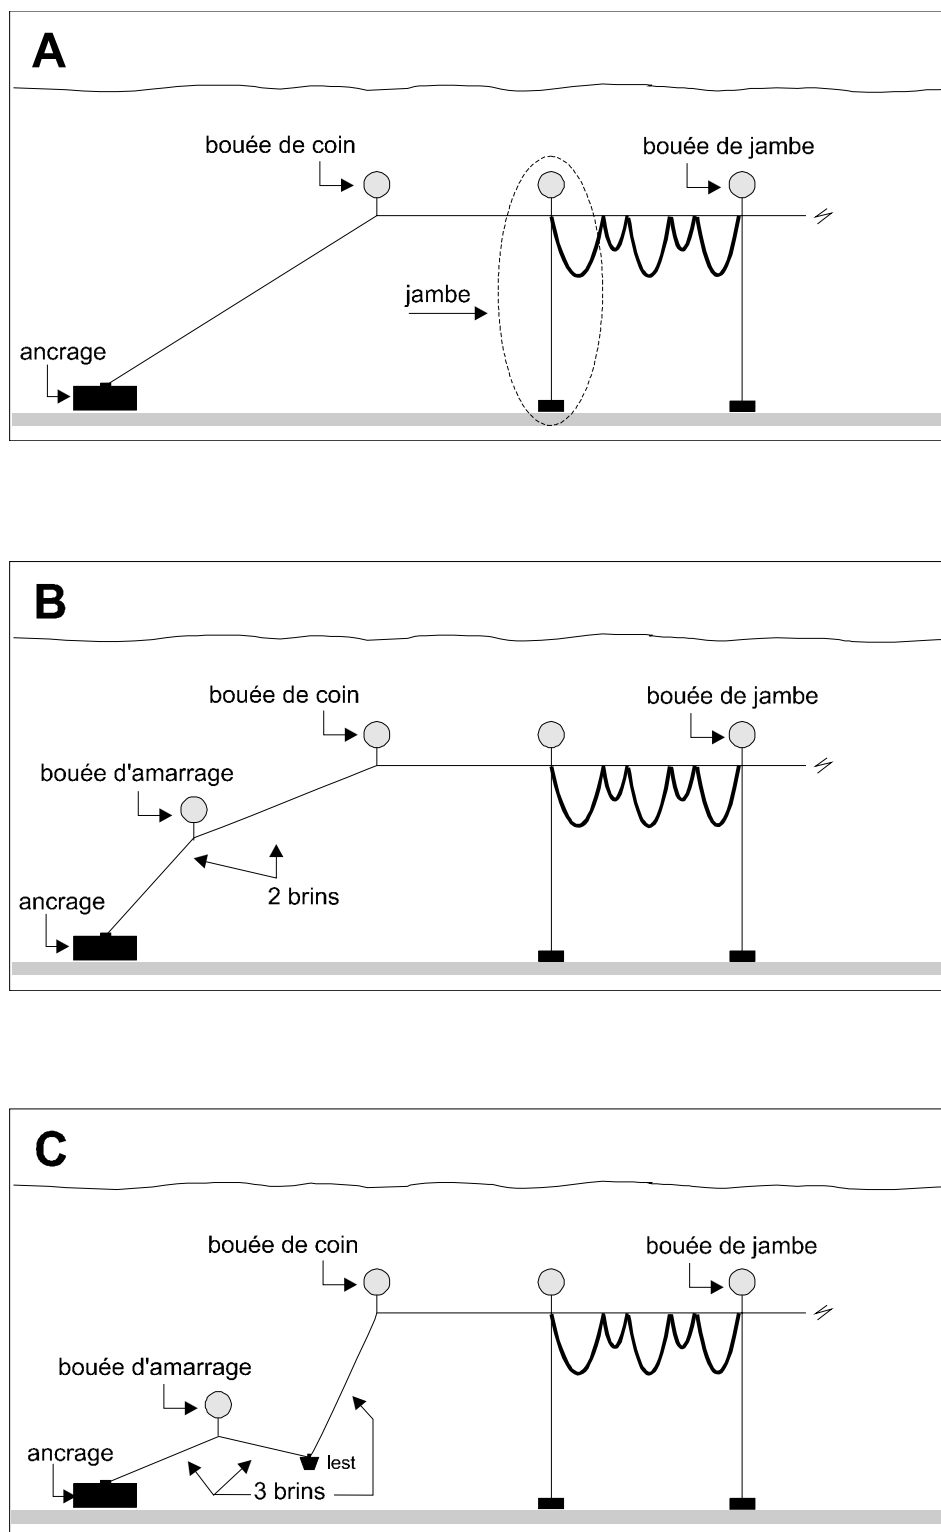 A
bouée de coin
bouée de jambe
jambe
ancrage
B
bouée de coin
bouée de jambe
bouée d'amarrage
2 brins
ancrage
C
bouée de coin
bouée de jambe
bouée d'amarrage
ancrage
lest
3 brins